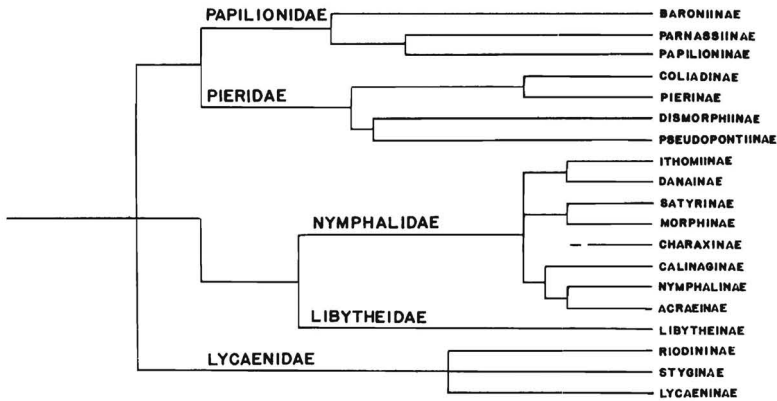 PAPILIONIDAE
BARONIINAE
PARNASSIINAE
PAPILIONINAE
COLIADINAE
PIERIDAE
PIERINAE
DISMORPHIINAE
PSEUDOPONTIINAE
ITHOMIINAE
DANAINAE
SATYRINAE
NYMPHALIDAE
MORPHINAE
CHARAXINAE
CALINAGINAE
NYMPHALINAE
ACRAEINAE
LIBYTHEIDAE
LIBYTHEINAE
RIODININAE
LYCAENIDAE
STYGINAE
LYCAENINAE